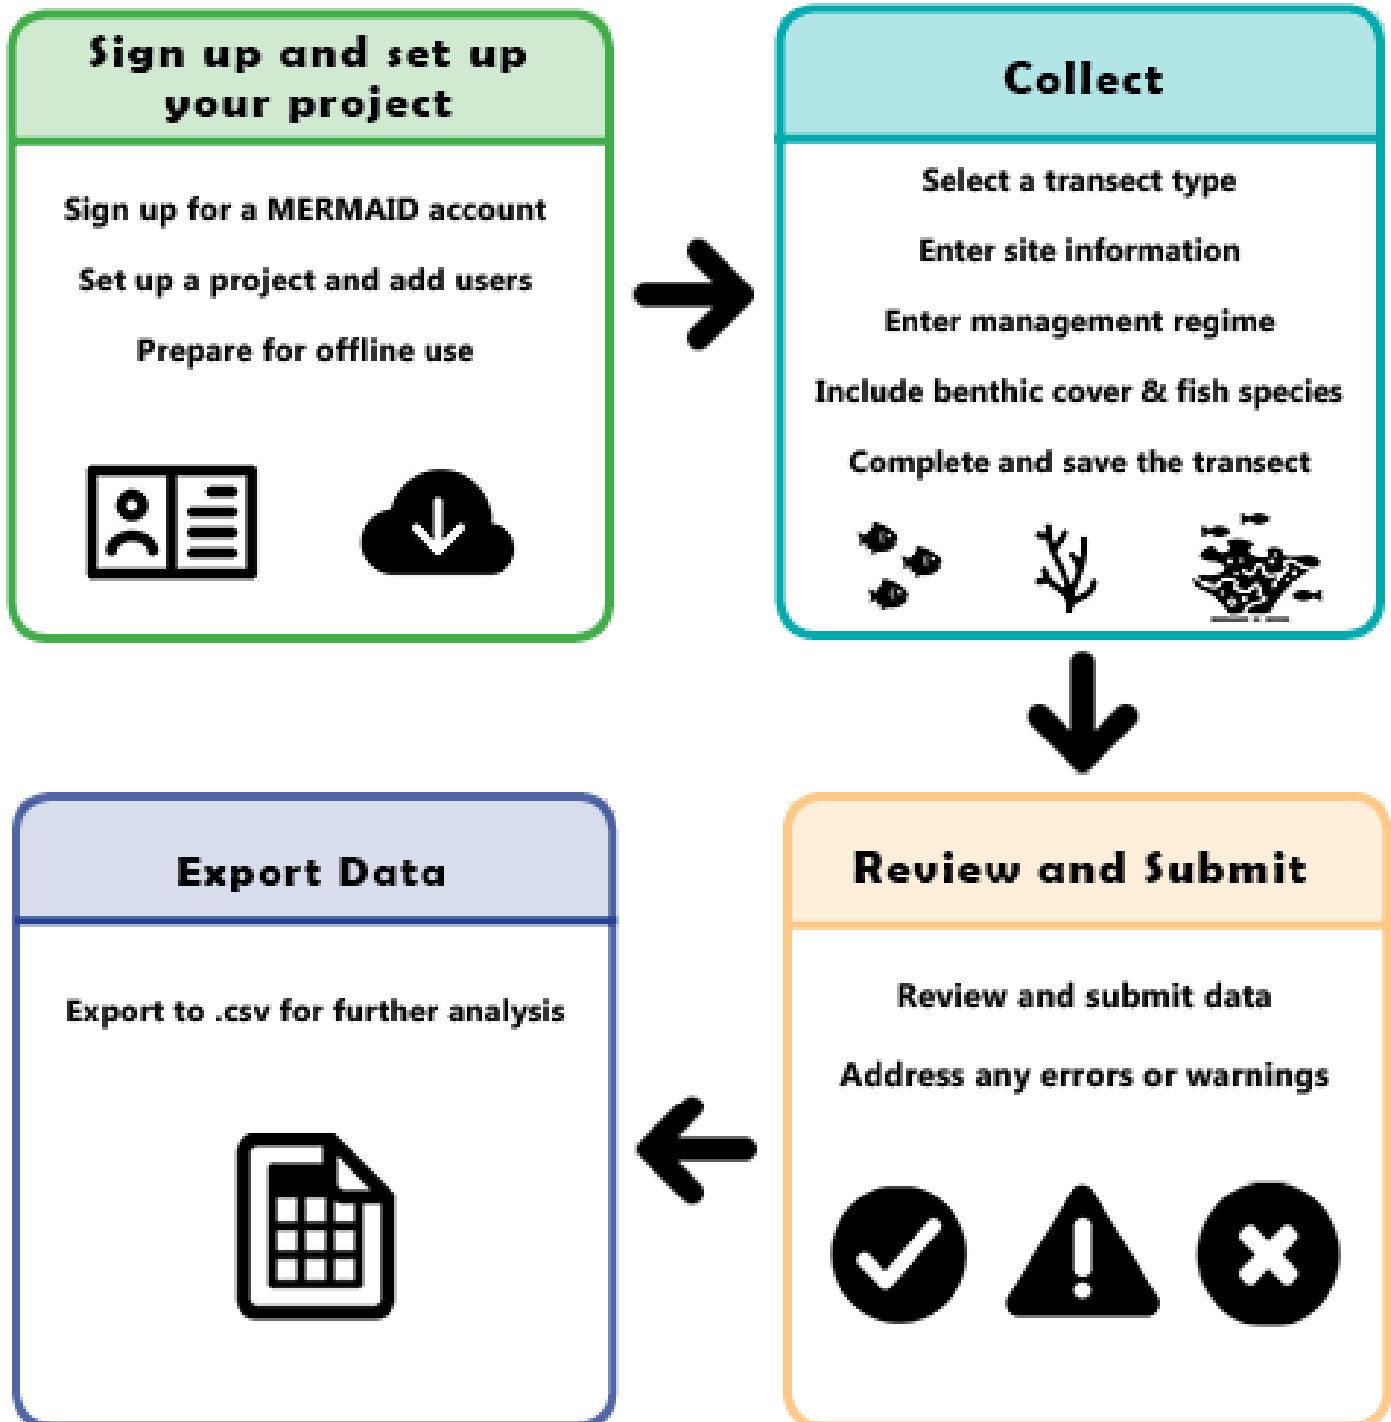 Sign up and set up
your project
Sign up for a MERMAID account
Set up a project and add users
Prepare for offline use
Collect
Select a transect type
Enter site information
Enter management regime
Include benthic cover & fish species
Complete and save the transect
Review and Submit
Review and submit data
Address any errors or warnings
Export Data
Export to .csv for further analysis